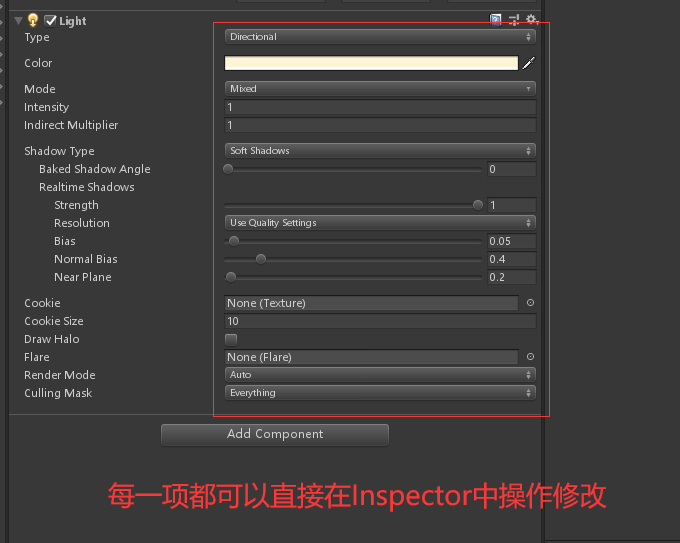 Light
Type Directional
Color
Mode Mixed
Intensity 1
Indirect Multiplier 1
Shadow Type Soft Shadows
Baked Shadow Angle 0
Realtime Shadows
Strength 1
Resolution Use Quality Settings
Bias 0.05
Normal Bias 0.4
Near Plane 0.2
Cookie None (Texture)
Cookie Size 10
Draw Halo
Flare None (Flare)
Render Mode Auto
Culling Mask Everything
Add Component
每一项都可以直接在Inspector中操作修改